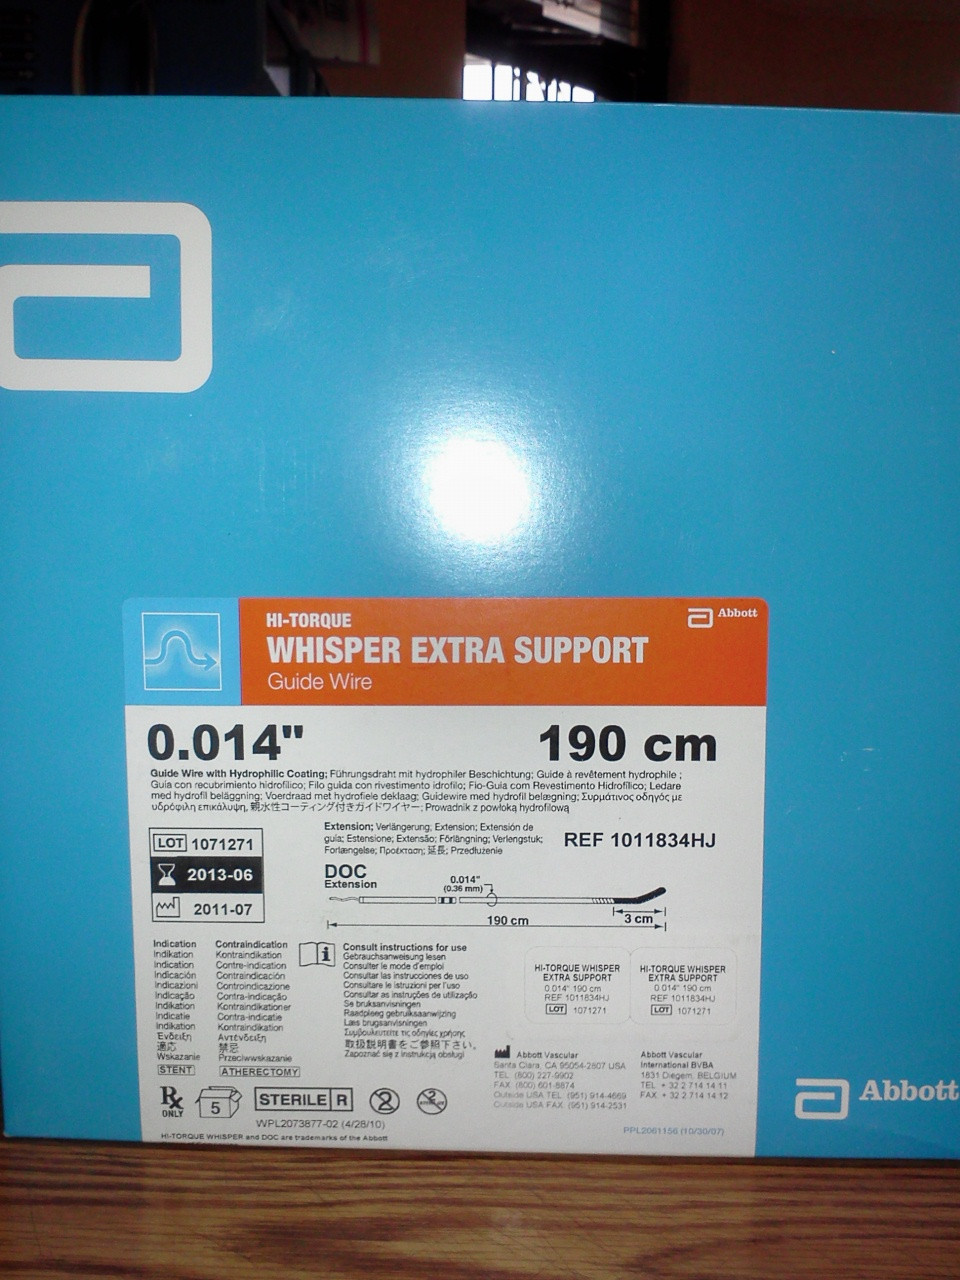 HI-TORQUE
WHISPER EXTRA SUPPORT
Guide Wire
Abbott
0.014" 190 cm
Guide Wire with Hydrophilic Coating; Führungsdraht mit hydrophiler Beschichtung; Guide à revêtement hydrophile ;
Guía con recubrimiento hidrofílico; Filo guida con rivestimento idrofilo; Fio-Guia com Revestimento Hidrofílico; Ledare
med hydrofil beläggning; Voerdraad met hydrofiele deklaag; Guidewire med hydrofil belægning; Συρμάτινος οδηγός με
υδρόφιλη επικάλυψη, 親水性コーティング付きガイドワイヤー; Prowadnik z powłoką hydrofilową
Extension; Verlängerung; Extension; Extensión de
guía; Estensione; Extensão; Förlängning; Verlengstuk;
Forlængelse; Προέκταση; 延長; Przedłużenie
REF 1011834HJ
LOT 1071271
2013-06
2011-07
DOC
Extension
0.014"
(0.36 mm)
190 cm
3 cm
Indication
Indikation
Indication
Indicación
Indicazioni
Indicação
Indikation
Indicatie
Indikation
Ένδειξη
適応
Wskazanie
STENT
Contraindication
Kontraindikation
Contre-indication
Contraindicación
Controindicazione
Contra-indicação
Kontraindikationer
Contra-indicatie
Kontraindikation
Αντένδειξη
禁忌
Przeciwwskazanie
ATHERECTOMY
Consult instructions for use
Gebrauchsanweisung lesen
Consulter le mode d'emploi
Consultar las instrucciones de uso
Consultare le istruzioni per l'uso
Consultar as instruções de utilização
Se bruksanvisningen
Raadpleeg gebruiksaanwijzing
Læs brugsanvisningen
Συμβουλευτείτε τις οδηγίες χρήσης
取扱説明書をご参照下さい。
Zapoznać się z instrukcją obsługi
HI-TORQUE WHISPER
EXTRA SUPPORT
0.014" 190 cm
REF 1011834HJ
LOT 1071271
HI-TORQUE WHISPER
EXTRA SUPPORT
0.014" 190 cm
REF 1011834HJ
LOT 1071271
Abbott Vascular
Santa Clara, CA 95054-2807 USA
TEL: (800) 227-9902
FAX: (800) 601-8874
Outside USA TEL: (951) 914-4669
Outside USA FAX: (951) 914-2531
Abbott Vascular
International BVBA
1831 Diegem, BELGIUM
TEL: + 32 2 714 14 11
FAX: + 32 2 714 14 12
Rx
ONLY
5
STERILE R
2
2
WPL2073877-02 (4/28/10)
HI-TORQUE WHISPER and DOC are trademarks of the Abbott
PPL2061156 (10/30/07)
Abbott